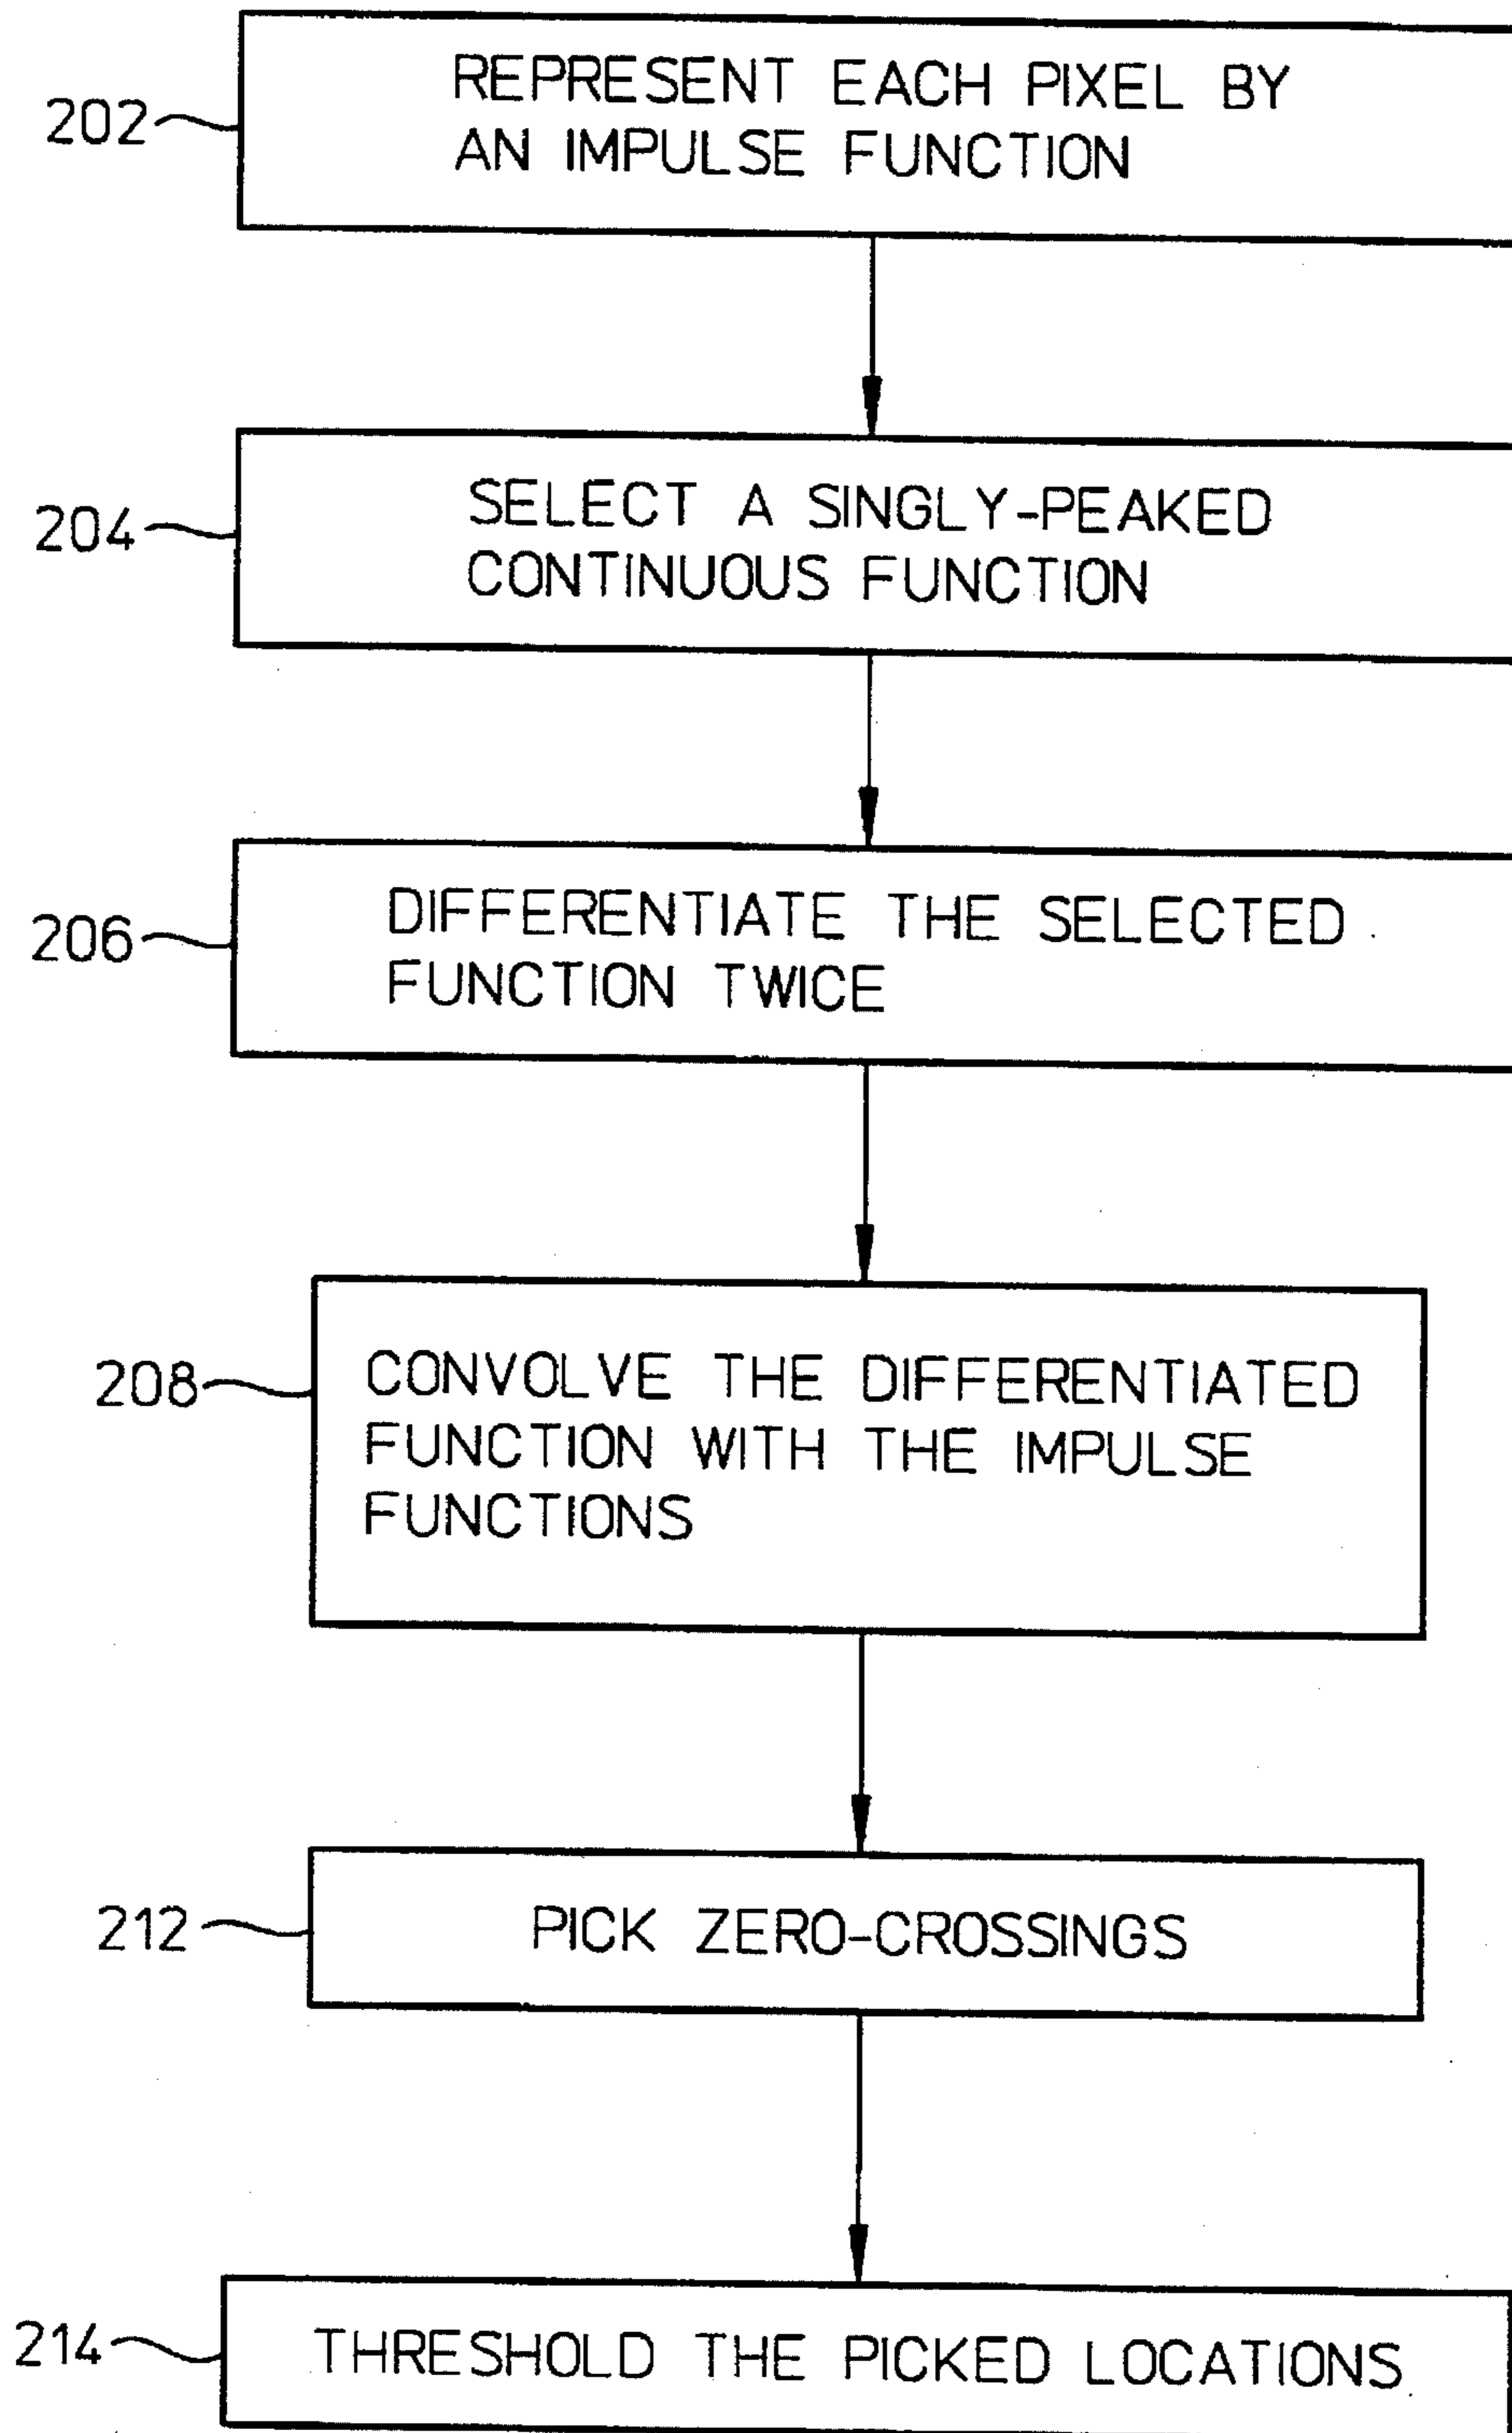 202
REPRESENT EACH PIXEL BY
AN IMPULSE FUNCTION
204
SELECT A SINGLY-PEAKED
CONTINUOUS FUNCTION
206
DIFFERENTIATE THE SELECTED
FUNCTION TWICE
208
CONVOLVE THE DIFFERENTIATED
FUNCTION WITH THE IMPULSE
FUNCTIONS
212
PICK ZERO-CROSSINGS
214
THRESHOLD THE PICKED LOCATIONS